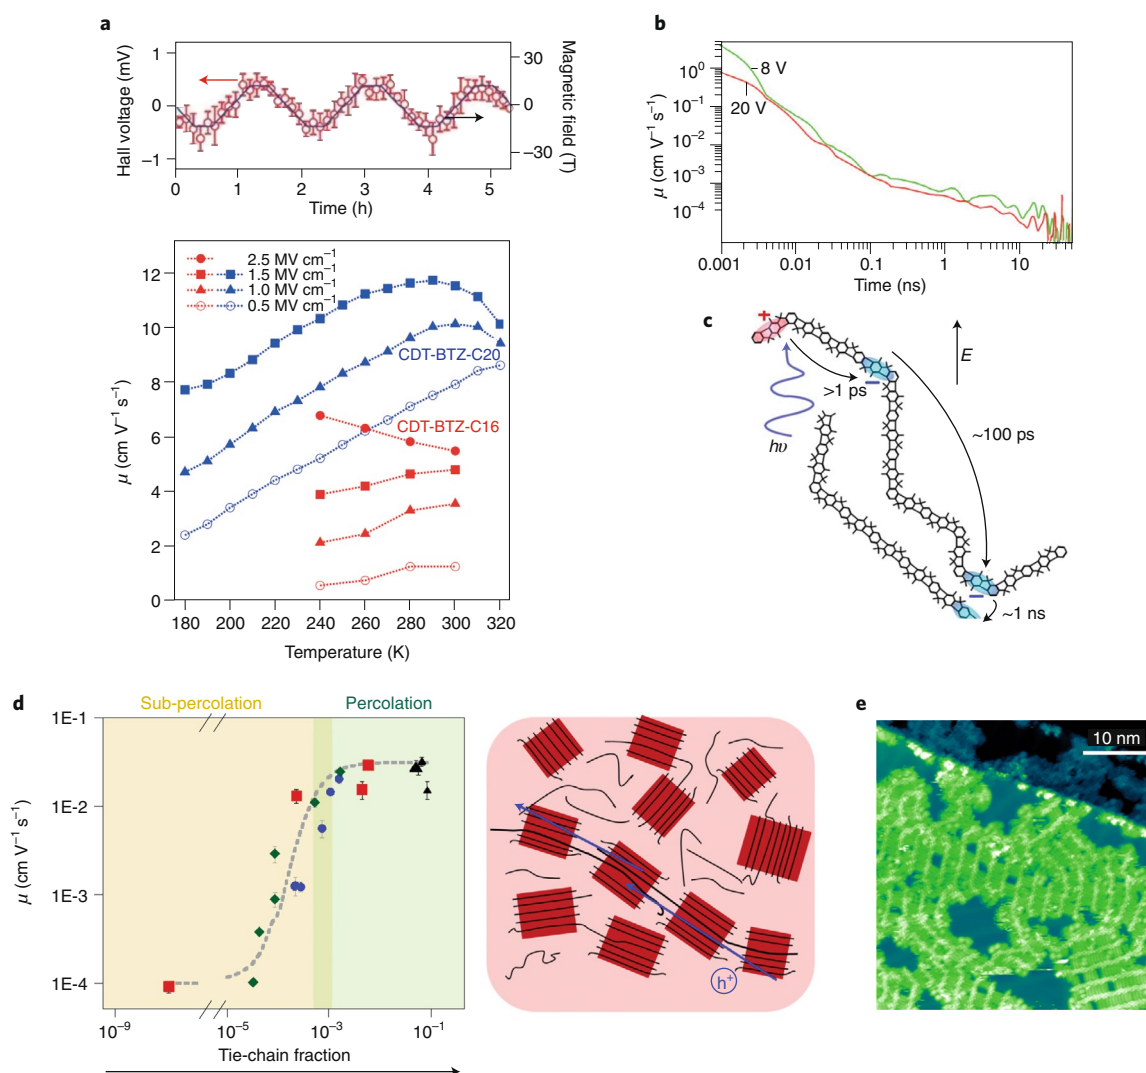 a
Hall voltage (mV)
1
0
–1
30
0
–30
Magnetic field (T)
0
1
2
3
4
5
Time (h)
2.5 MV cm⁻¹
1.5 MV cm⁻¹
1.0 MV cm⁻¹
0.5 MV cm⁻¹
CDT-BTZ-C20
CDT-BTZ-C16
μ (cm V⁻¹ s⁻¹)
12
10
8
6
4
2
0
180
200
220
240
260
280
300
320
Temperature (K)
b
μ (cm V⁻¹ s⁻¹)
10⁰
10⁻¹
10⁻²
10⁻³
10⁻⁴
8 V
20 V
0.001
0.01
0.1
1
10
Time (ns)
c
+
–
>1 ps
hυ
E
~100 ps
–
~1 ns
d
Sub-percolation
Percolation
μ (cm V⁻¹ s⁻¹)
1E-1
1E-2
1E-3
1E-4
10⁻⁹
10⁻⁵
10⁻³
10⁻¹
Tie-chain fraction
h⁺
e
10 nm